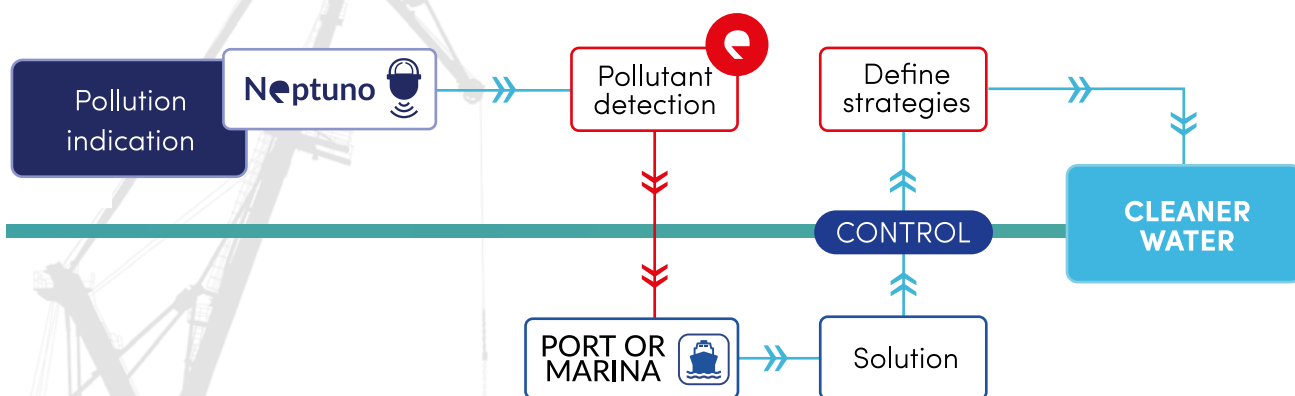 Pollution
indication
Neptuno
Pollutant
detection
e
Define
strategies
CLEANER
WATER
CONTROL
PORT OR
MARINA
Solution